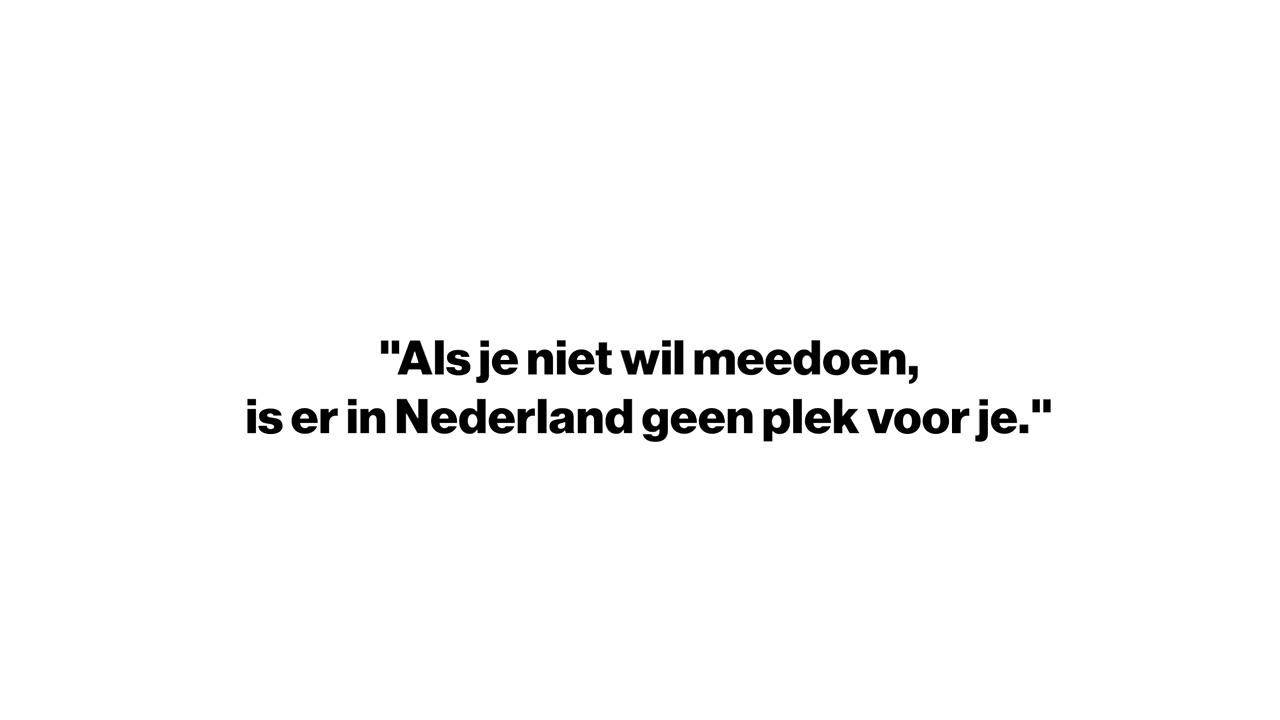 "Als je niet wil meedoen,
is er in Nederland geen plek voor je."